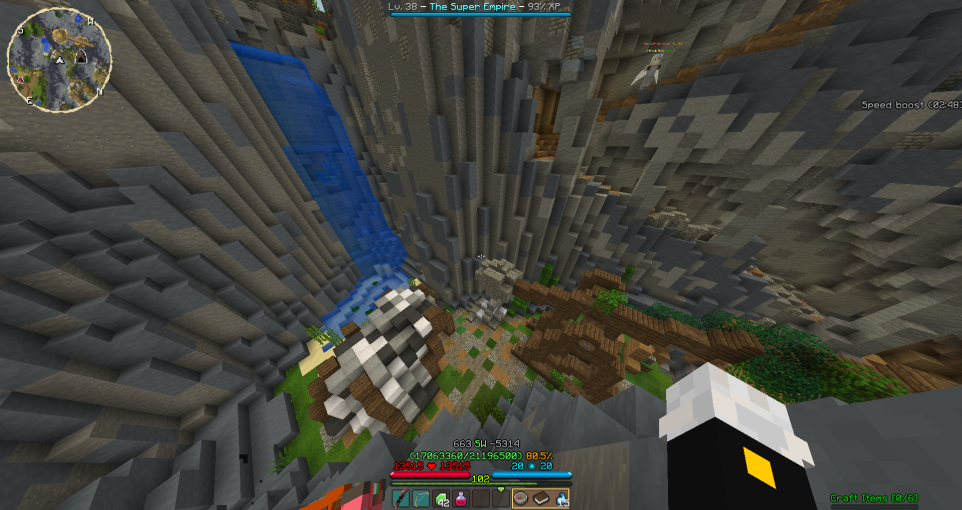 Lv. 38 - The Super Empire - 93% XP
S
W
E
N
Speed boost (02:48)
663 SW -5314
(17063360/21196500) 80.5%
13515 ❤ 13515
20 20
102
42
Craft Items [0/6]